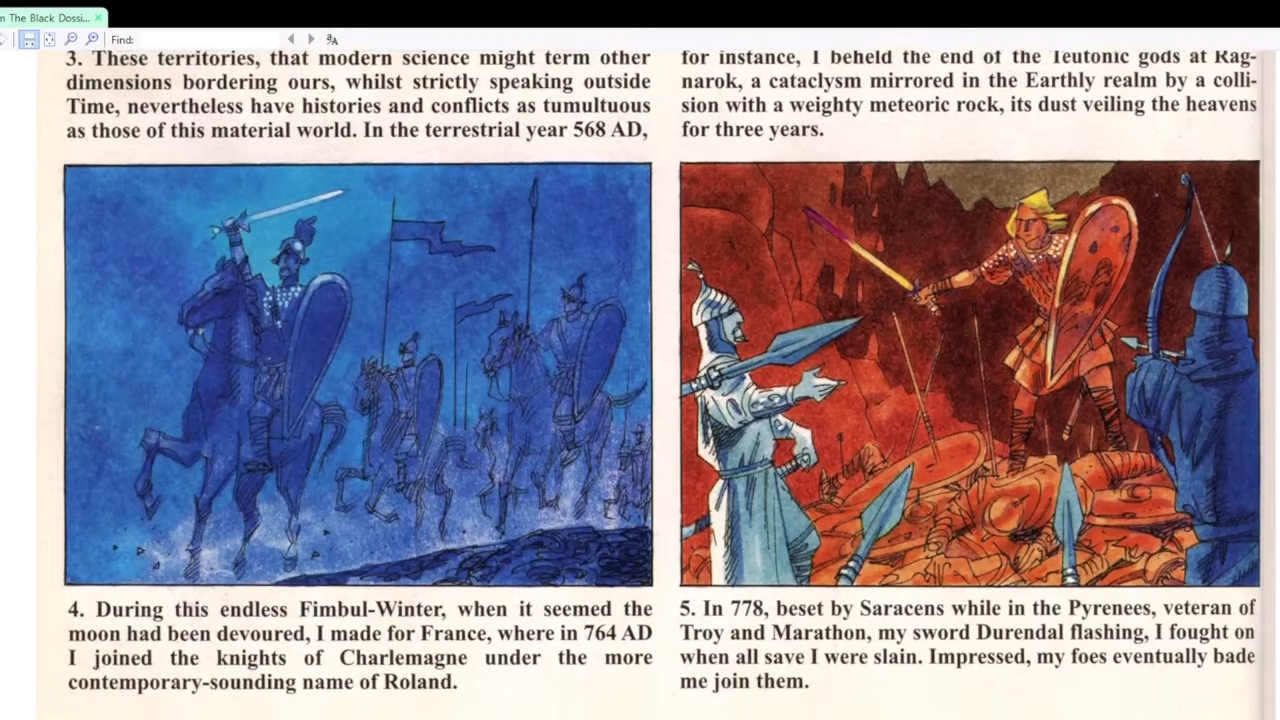 m The Black Dossi...
Find:
3. These territories, that modern science might term other
dimensions bordering ours, whilst strictly speaking outside
Time, nevertheless have histories and conflicts as tumultuous
as those of this material world. In the terrestrial year 568 AD,
for instance, I beheld the end of the Teutonic gods at Rag-
narok, a cataclysm mirrored in the Earthly realm by a colli-
sion with a weighty meteoric rock, its dust veiling the heavens
for three years.
4. During this endless Fimbul-Winter, when it seemed the
moon had been devoured, I made for France, where in 764 AD
I joined the knights of Charlemagne under the more
contemporary-sounding name of Roland.
5. In 778, beset by Saracens while in the Pyrenees, veteran of
Troy and Marathon, my sword Durendal flashing, I fought on
when all save I were slain. Impressed, my foes eventually bade
me join them.